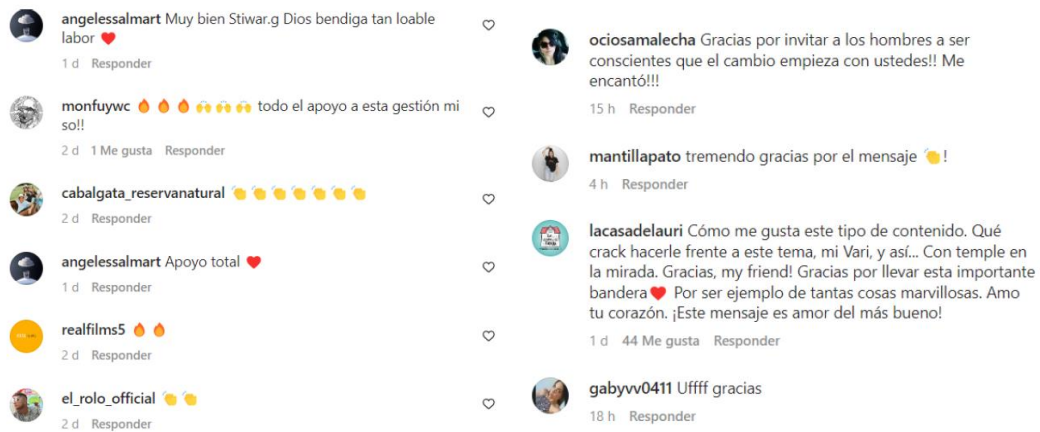 angelessalmart Muy bien Stiwar.g Dios bendiga tan loable
labor ❤️
1 d Responder
monfuywc 🔥🔥🔥🙌🙌🙌 todo el apoyo a esta gestión mi
so!!
2 d 1 Me gusta Responder
cabalgata_reservanatural 👏👏👏👏👏👏👏
2 d Responder
angelessalmart Apoyo total ❤️
1 d Responder
realfilms5 🔥🔥
2 d Responder
el_rolo_official 👏👏
2 d Responder
ociosamalecha Gracias por invitar a los hombres a ser
conscientes que el cambio empieza con ustedes!! Me
encantó!!!
15 h Responder
mantillapato tremendo gracias por el mensaje 👏!
4 h Responder
lacasadelauri Cómo me gusta este tipo de contenido. Qué
crack hacerle frente a este tema, mi Vari, y así... Con temple en
la mirada. Gracias, my friend! Gracias por llevar esta importante
bandera❤️ Por ser ejemplo de tantas cosas marvillosas. Amo
tu corazón. ¡Este mensaje es amor del más bueno!
1 d 44 Me gusta Responder
gabyvv0411 Uffff gracias
18 h Responder